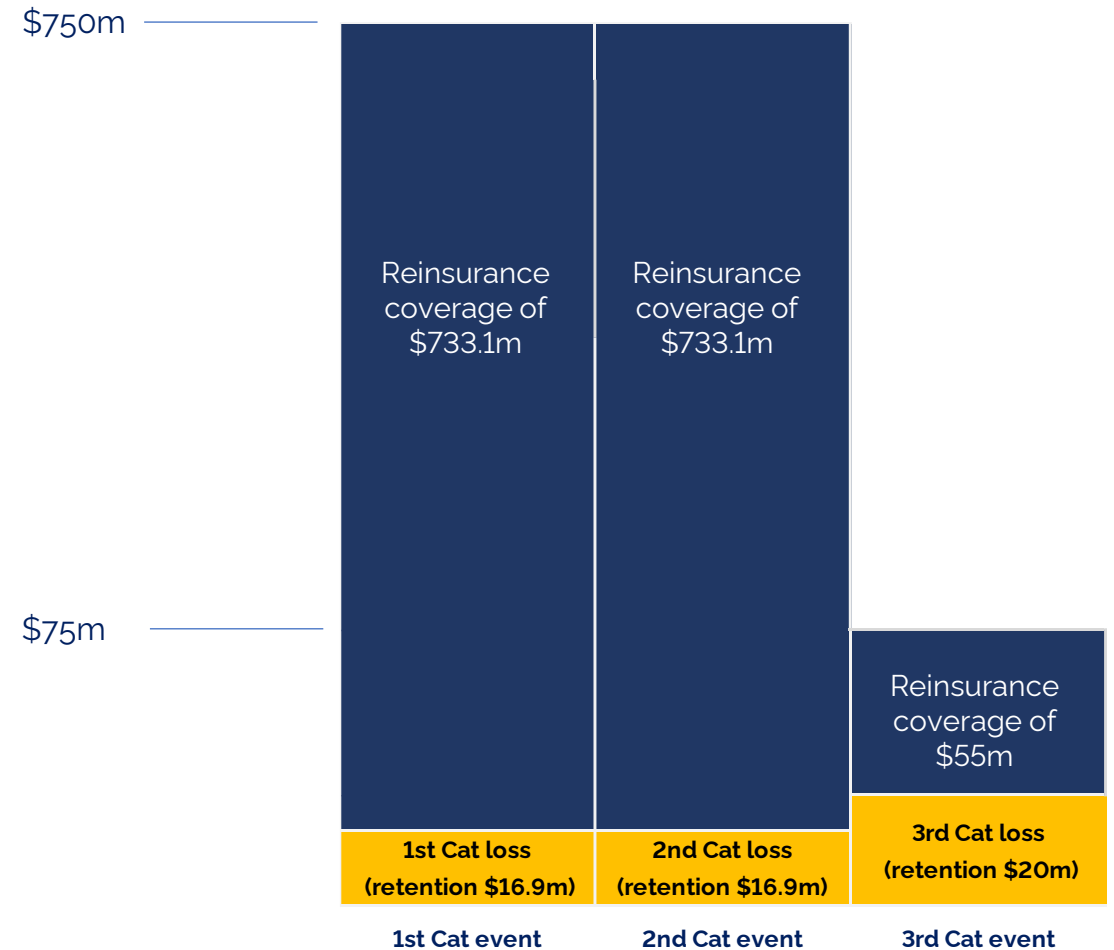 $750m
Reinsurance
coverage of
$733.1m
Reinsurance
coverage of
$733.1m
$75m
Reinsurance
coverage of
$55m
1st Cat loss
(retention $16.9m)
2nd Cat loss
(retention $16.9m)
3rd Cat loss
(retention $20m)
1st Cat event
2nd Cat event
3rd Cat event